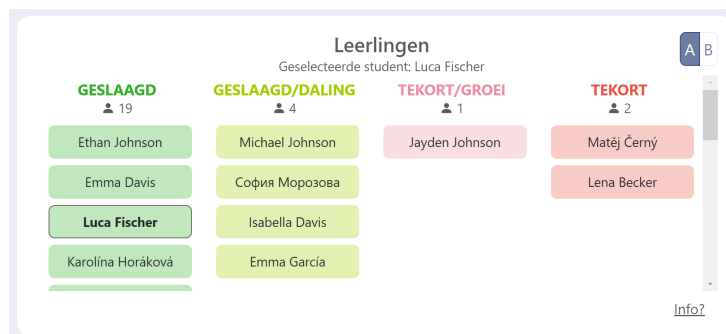 Leerlingen
Geselecteerde student: Luca Fischer
A B
GESLAAGD
19
Ethan Johnson
Emma Davis
Luca Fischer
Karolína Horáková
GESLAAGD/DALING
4
Michael Johnson
София Морозова
Isabella Davis
Emma García
TEKORT/GROEI
1
Jayden Johnson
TEKORT
2
Matěj Černý
Lena Becker
Info?